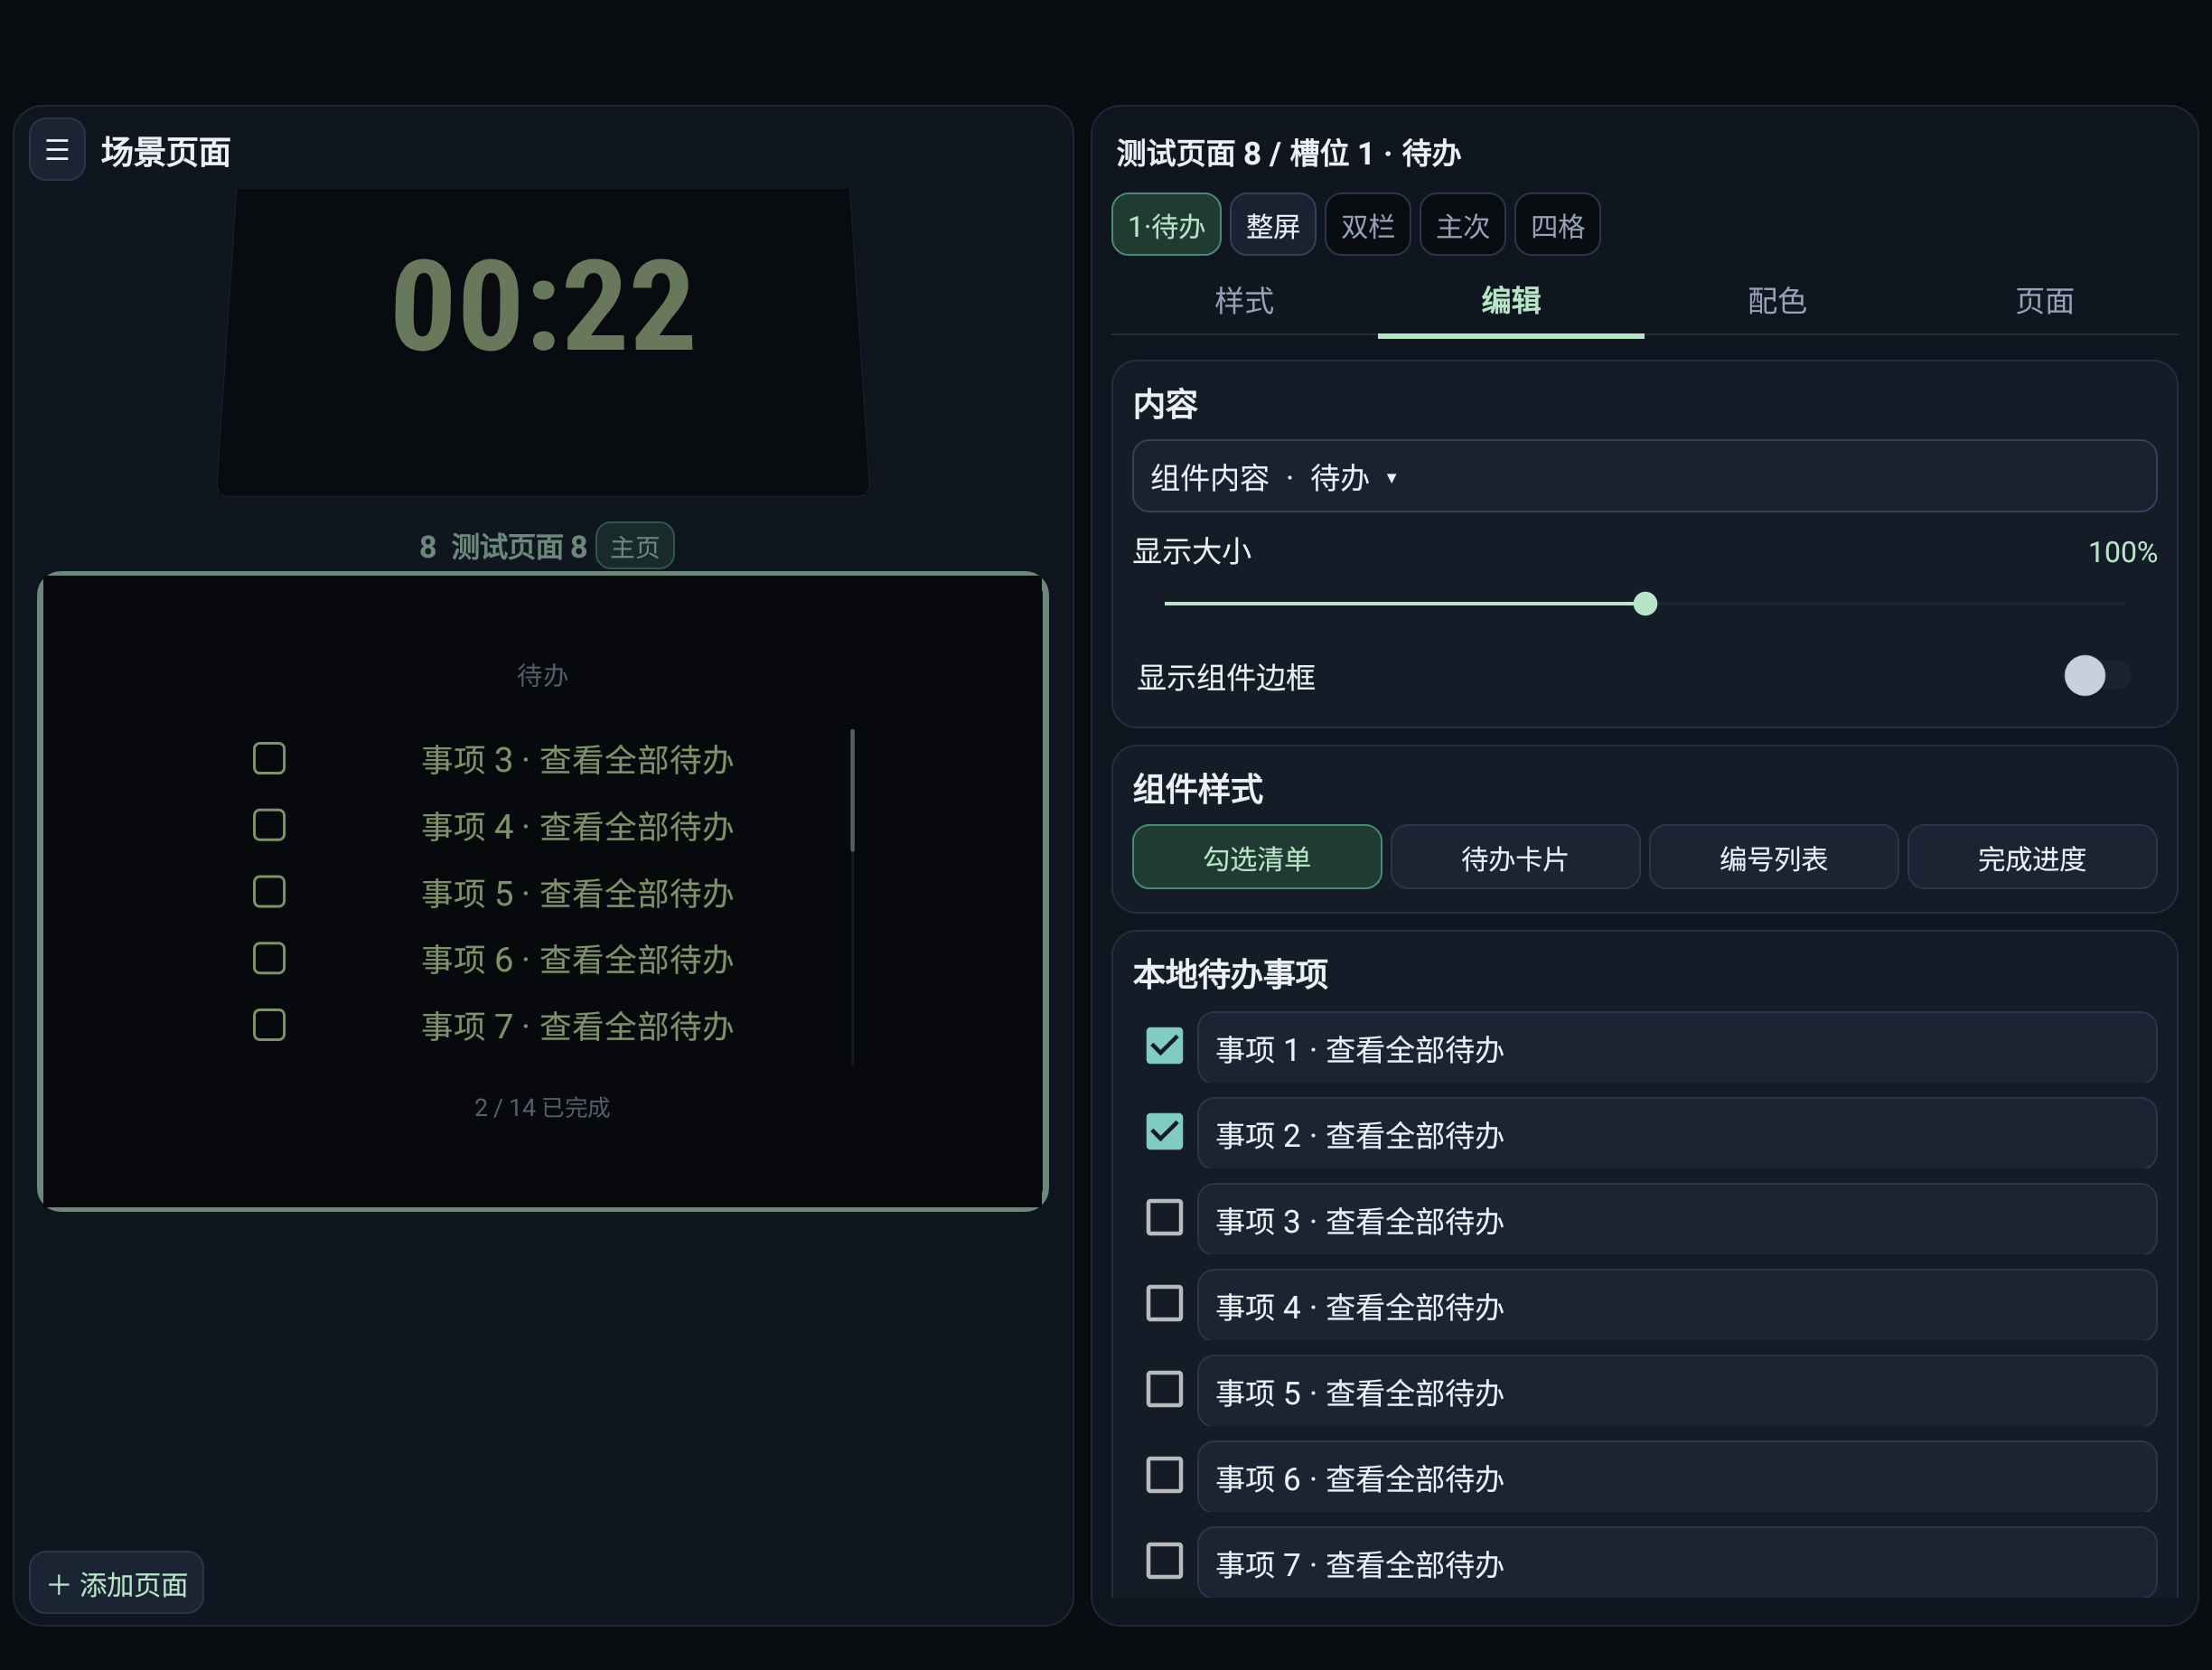 ☰ 场景页面
00:22
8 测试页面 8 主页
待办
事项 3 · 查看全部待办
事项 4 · 查看全部待办
事项 5 · 查看全部待办
事项 6 · 查看全部待办
事项 7 · 查看全部待办
2 / 14 已完成
＋ 添加页面
测试页面 8 / 槽位 1 · 待办
1·待办 整屏 双栏 主次 四格
样式 编辑 配色 页面
内容
组件内容 · 待办 ▾
显示大小 100%
显示组件边框
组件样式
勾选清单 待办卡片 编号列表 完成进度
本地待办事项
事项 1 · 查看全部待办
事项 2 · 查看全部待办
事项 3 · 查看全部待办
事项 4 · 查看全部待办
事项 5 · 查看全部待办
事项 6 · 查看全部待办
事项 7 · 查看全部待办